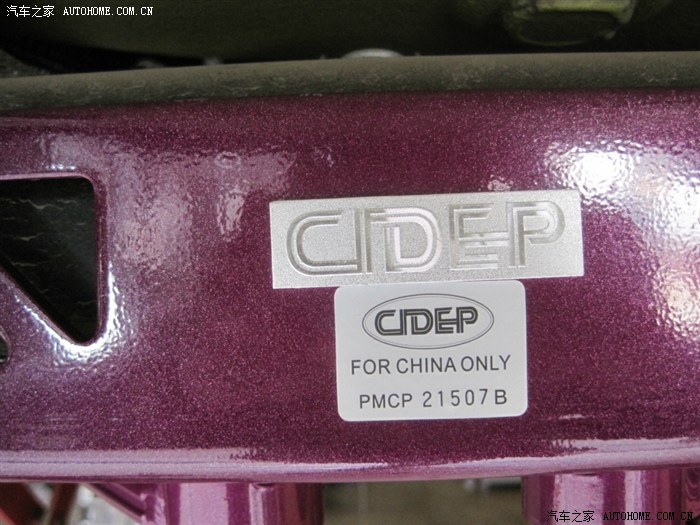 汽车之家 AUTOHOME.COM.CN
CIDEP
CIDEP
FOR CHINA ONLY
PMCP 21507B
汽车之家 AUTOHOME.COM.CN